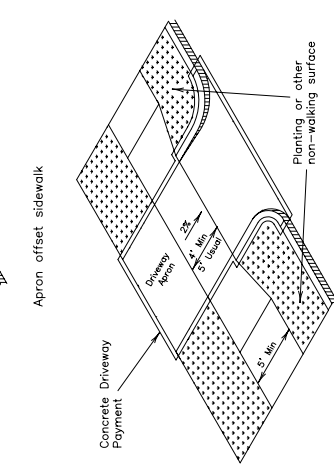 Apron offset sidewalk
Concrete Driveway
Payment
Driveway
Apron
2%
4' Min
5' Usual
5' Min
Planting or other
non-walking surface